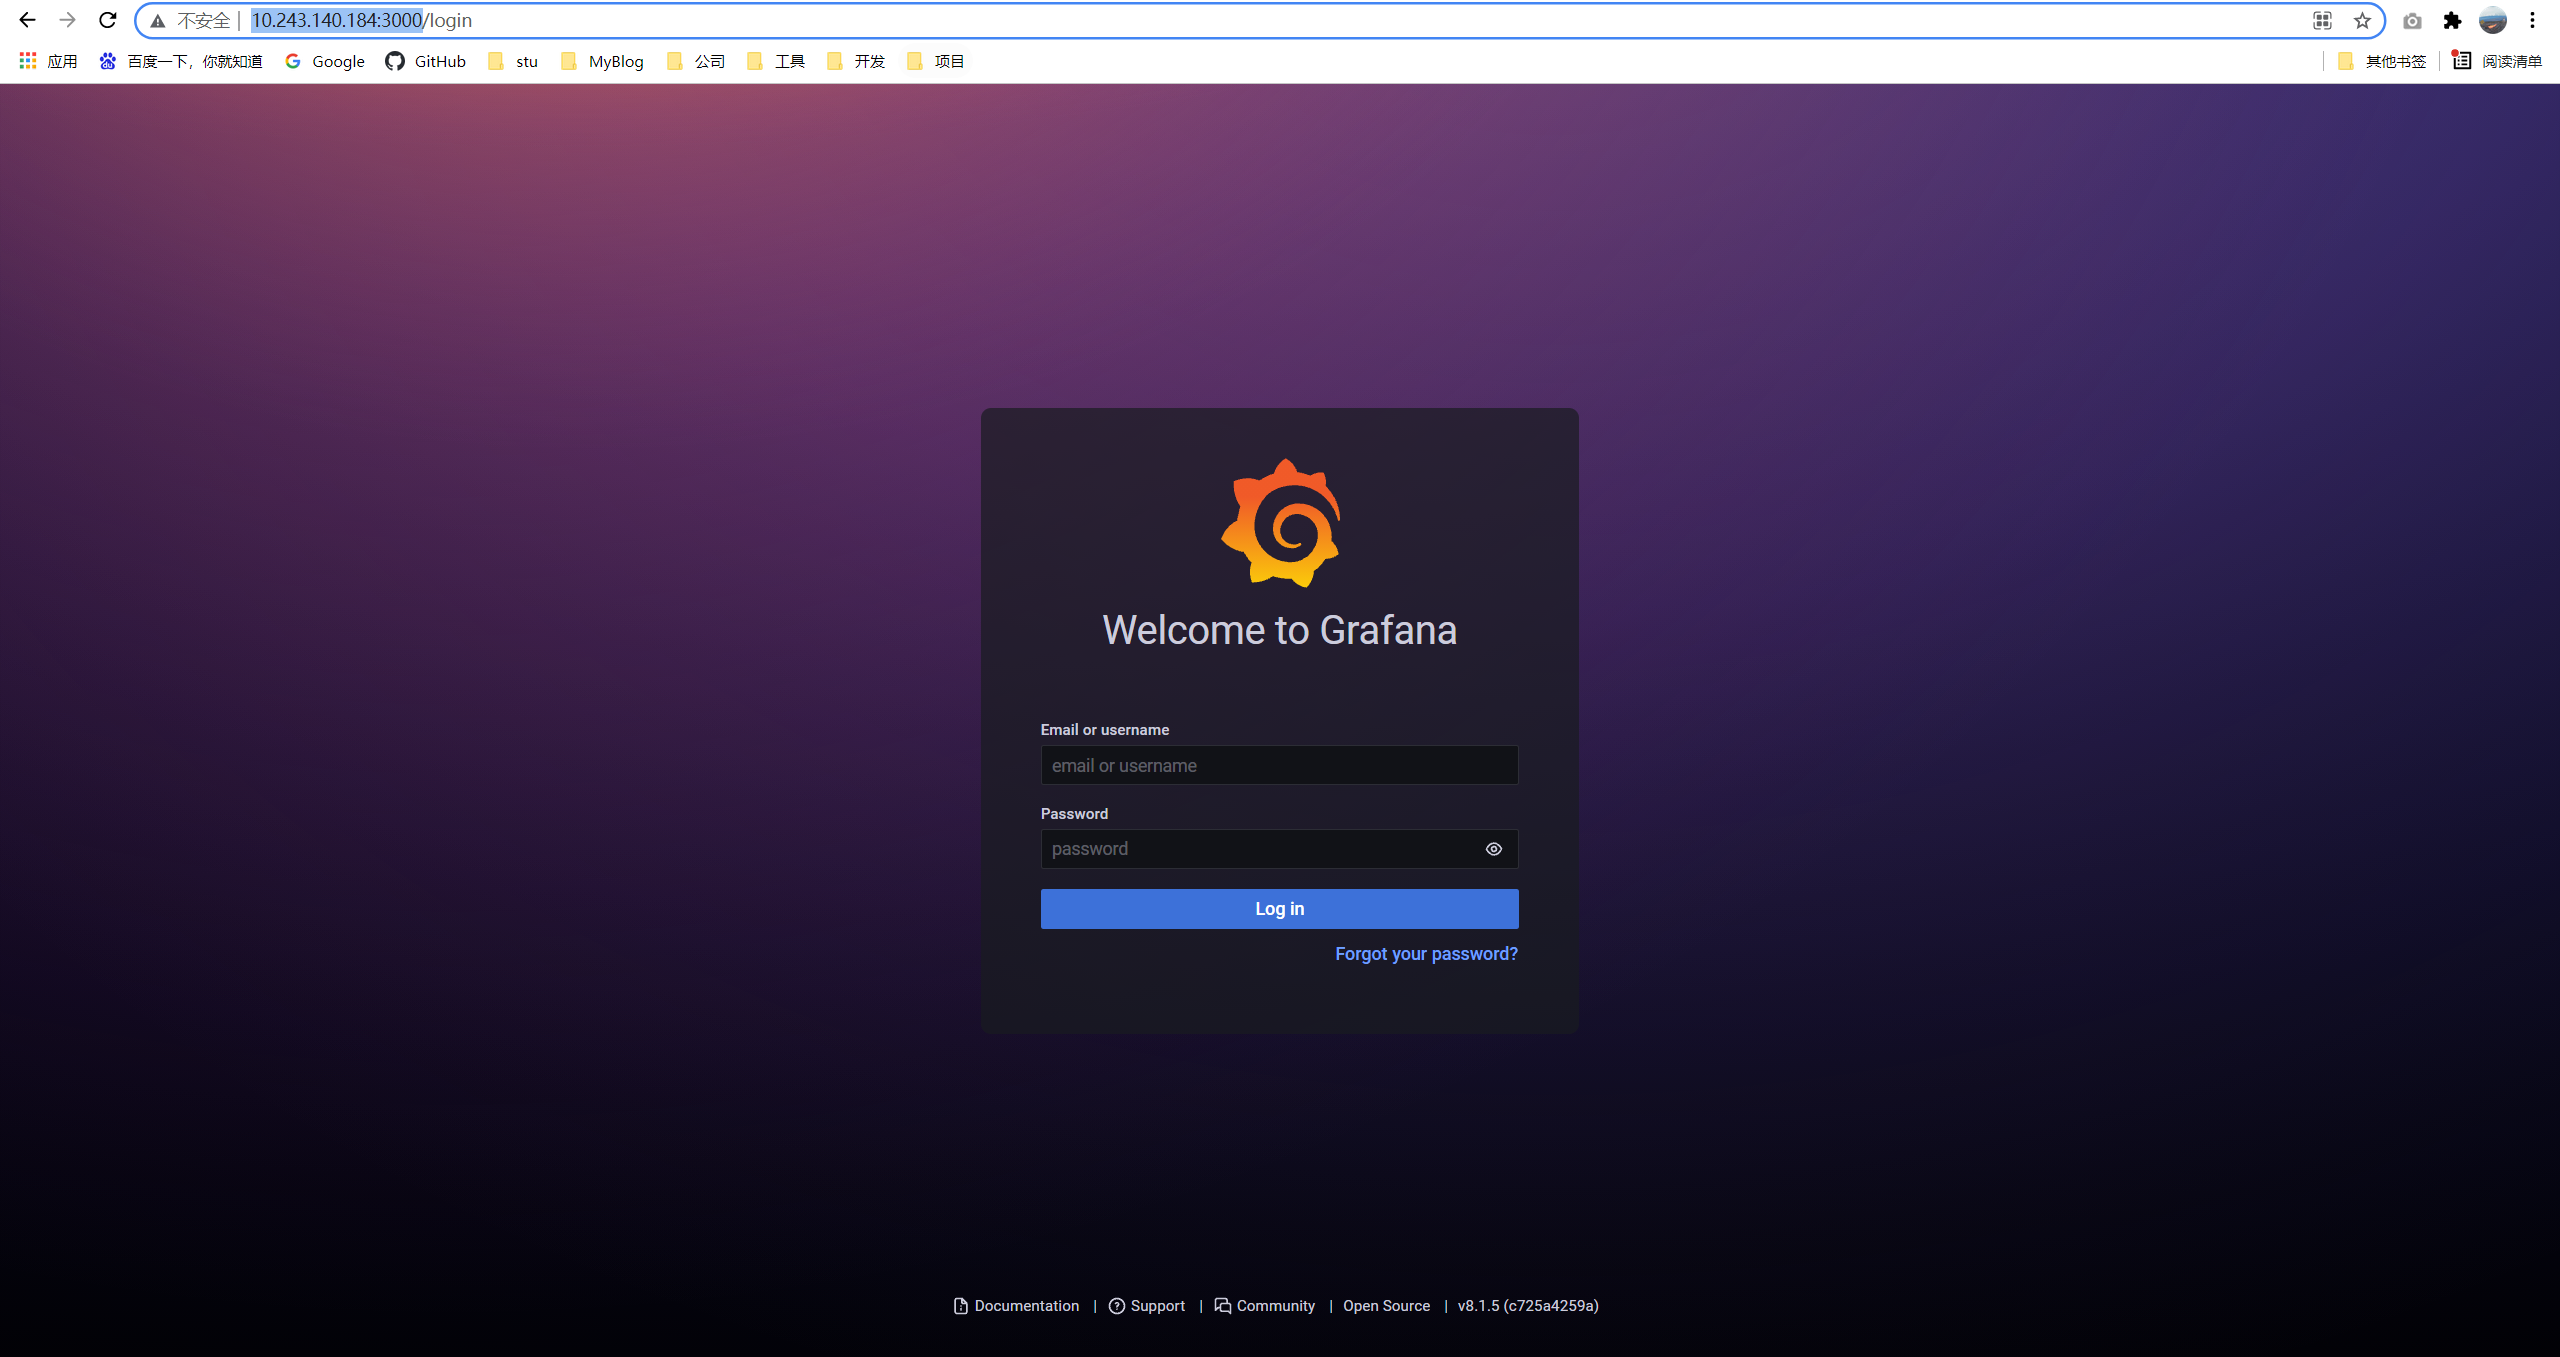 不安全 | 10.243.140.184:3000/login
应用 百度一下，你就知道 Google GitHub stu MyBlog 公司 工具 开发 项目 其他书签 阅读清单
Welcome to Grafana
Email or username
email or username
Password
password
Log in
Forgot your password?
Documentation | Support | Community | Open Source | v8.1.5 (c725a4259a)